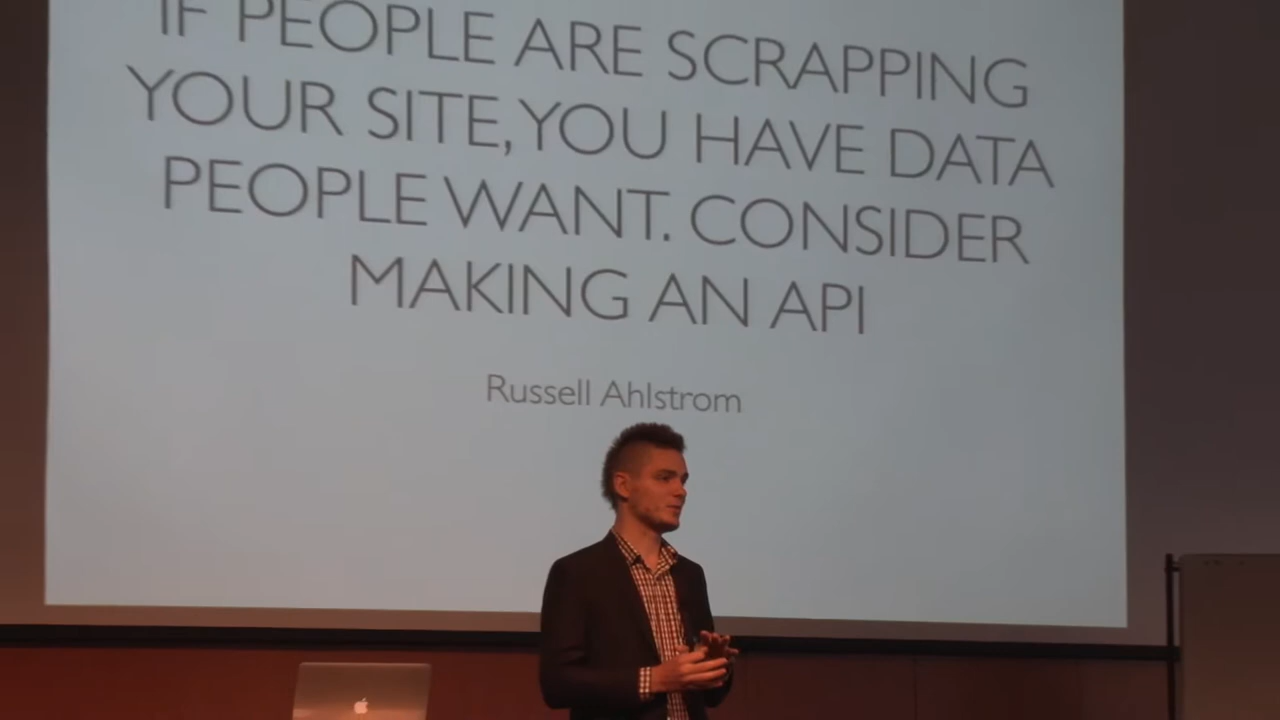 IF PEOPLE ARE SCRAPPING
YOUR SITE, YOU HAVE DATA
PEOPLE WANT. CONSIDER
MAKING AN API
Russell Ahlstrom